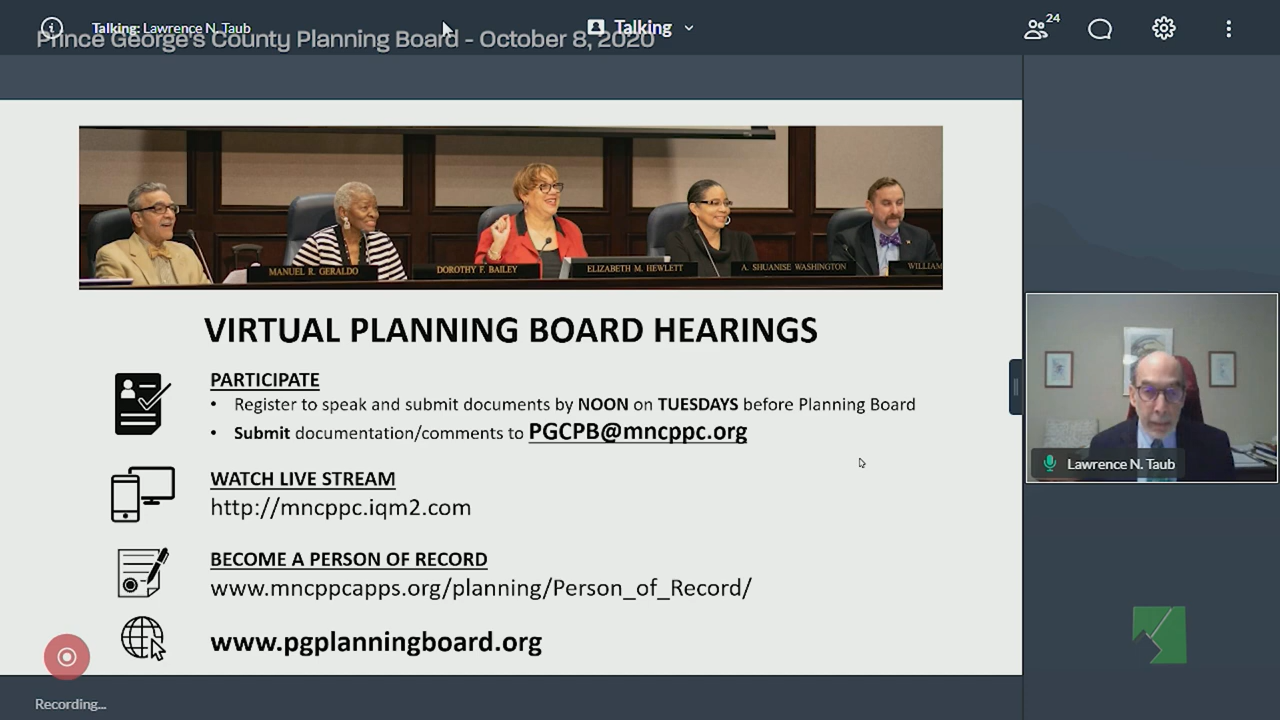 Talking: Lawrence N. Taub
Talking
24
Prince George's County Planning Board - October 8, 2020
MANUEL R. GERALDO
DOROTHY F. BAILEY
ELIZABETH M. HEWLETT
A. SHUANISE WASHINGTON
WILLIAM
VIRTUAL PLANNING BOARD HEARINGS
PARTICIPATE
• Register to speak and submit documents by NOON on TUESDAYS before Planning Board
• Submit documentation/comments to PGCPB@mncppc.org
WATCH LIVE STREAM
http://mncppc.iqm2.com
BECOME A PERSON OF RECORD
www.mncppcapps.org/planning/Person_of_Record/
www.pgplanningboard.org
Lawrence N. Taub
Recording...